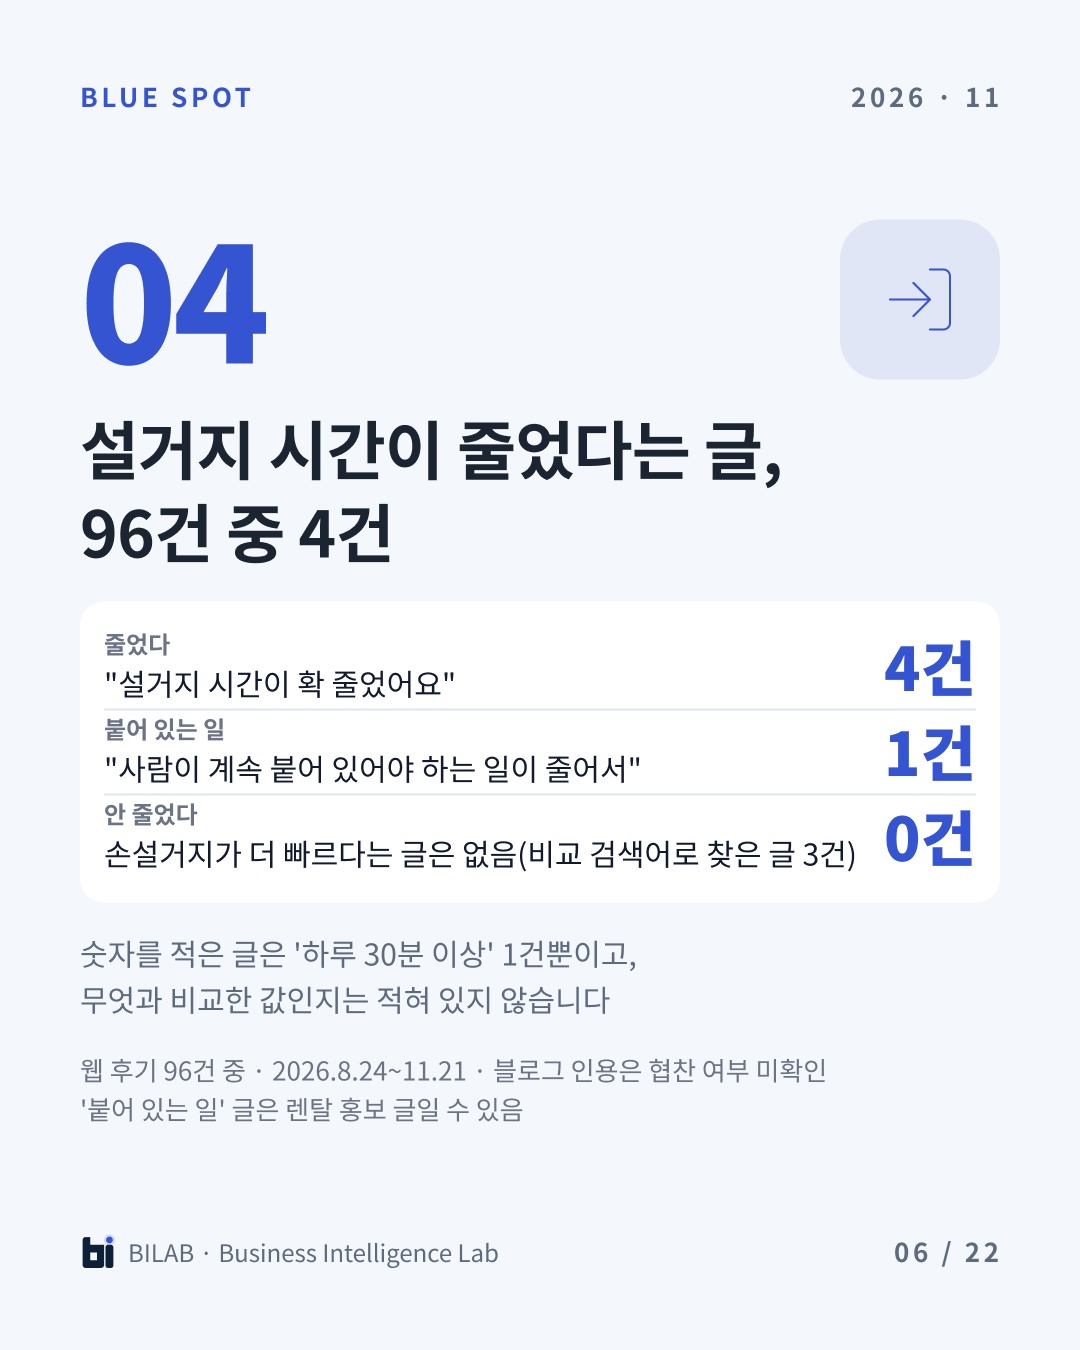 BLUE SPOT
2026 · 11
04
설거지 시간이 줄었다는 글,
96건 중 4건
줄었다
"설거지 시간이 확 줄었어요"
4건
붙어 있는 일
"사람이 계속 붙어 있어야 하는 일이 줄어서"
1건
안 줄었다
손설거지가 더 빠르다는 글은 없음(비교 검색어로 찾은 글 3건)
0건
숫자를 적은 글은 '하루 30분 이상' 1건뿐이고,
무엇과 비교한 값인지는 적혀 있지 않습니다
웹 후기 96건 중 · 2026.8.24~11.21 · 블로그 인용은 협찬 여부 미확인
'붙어 있는 일' 글은 렌탈 홍보 글일 수 있음
bi BILAB · Business Intelligence Lab
06 / 22